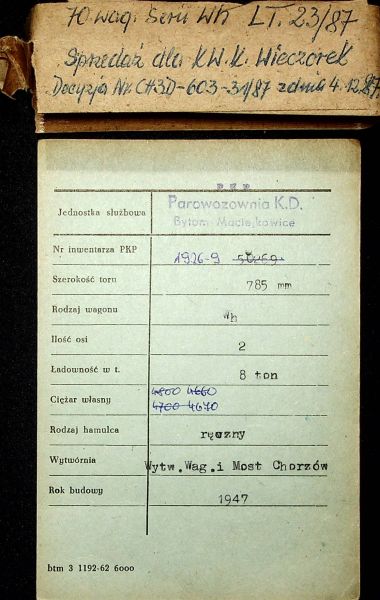 70 wag. Serii Wh LT. 23/87
Sprzedaż dla KW.K. Wieczorek
Decyzja Nr. CH3D-603-31/87 z dnia 4.12.87
PKP
Jednostka służbowa Parowozownia K.D.
Bytom Maciejkowice
Nr inwentarza PKP 1926-9
Szerokość toru 785 mm
Rodzaj wagonu Wh
Ilość osi 2
Ładowność w t. 8 ton
Ciężar własny 4800 4660
4700 4670
Rodzaj hamulca ręczny
Wytwórnia Wytw.Wag.i Most Chorzów
Rok budowy 1947
btm 3 1192-62 6000